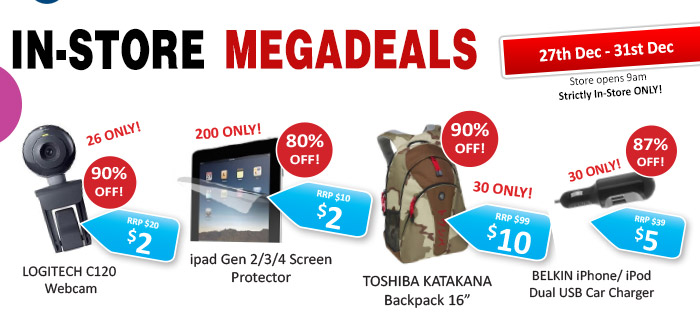 IN-STORE MEGADEALS
27th Dec - 31st Dec
Store opens 9am
Strictly In-Store ONLY!
26 ONLY!
90%
OFF!
RRP $20
$2
LOGITECH C120
Webcam
200 ONLY!
80%
OFF!
RRP $10
$2
ipad Gen 2/3/4 Screen
Protector
90%
OFF!
30 ONLY!
RRP $99
$10
TOSHIBA KATAKANA
Backpack 16”
87%
OFF!
30 ONLY!
RRP $39
$5
BELKIN iPhone/ iPod
Dual USB Car Charger